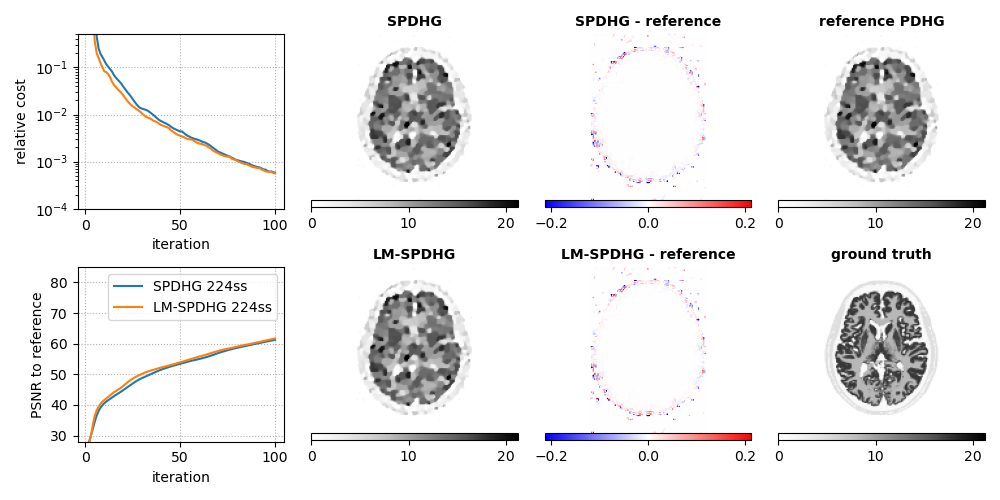 SPDHG
SPDHG - reference
reference PDHG
relative cost
10⁻¹
10⁻²
10⁻³
10⁻⁴
0
50
100
iteration
0
10
20
−0.2
0.0
0.2
0
10
20
LM-SPDHG
LM-SPDHG - reference
ground truth
PSNR to reference
80
70
60
50
40
30
SPDHG 224ss
LM-SPDHG 224ss
0
50
100
iteration
0
10
20
−0.2
0.0
0.2
0
10
20